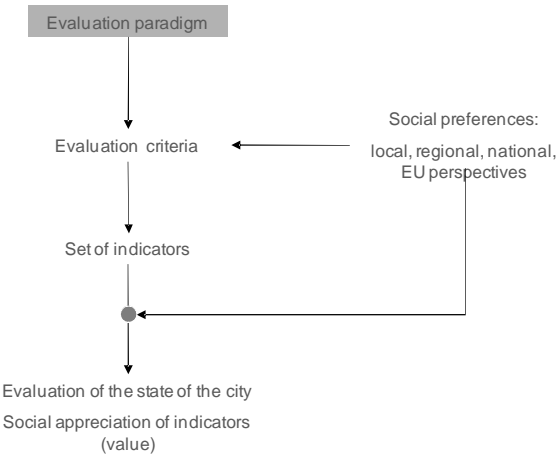 Evaluation paradigm
Evaluation criteria
Social preferences:
local, regional, national,
EU perspectives
Set of indicators
Evaluation of the state of the city
Social appreciation of indicators
(value)